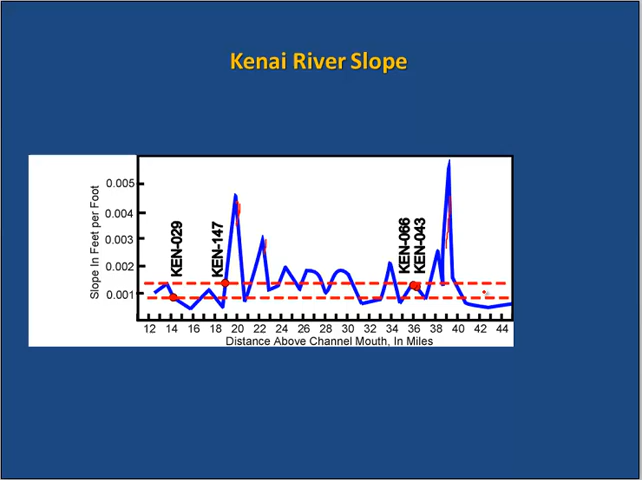 Kenai River Slope
Slope In Feet per Foot
0.005
0.004
0.003
0.002
0.001
KEN-029
KEN-147
KEN-066
KEN-043
12 14 16 18 20 22 24 26 28 30 32 34 36 38 40 42 44
Distance Above Channel Mouth, In Miles